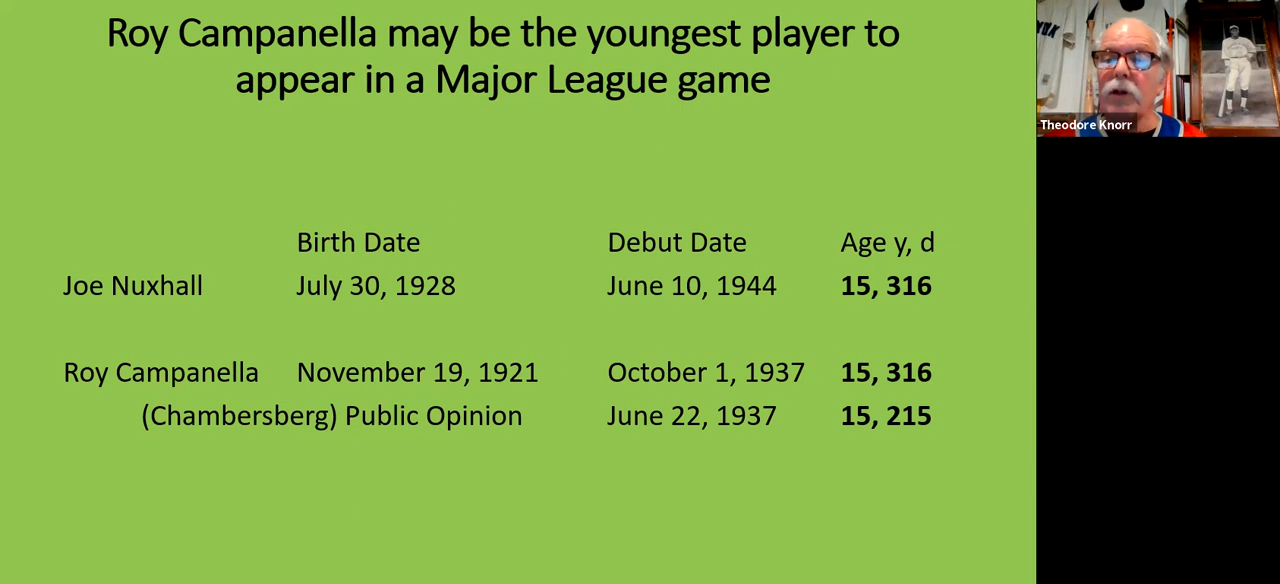 Roy Campanella may be the youngest player to
appear in a Major League game
Birth Date Debut Date Age y, d
Joe Nuxhall July 30, 1928 June 10, 1944 15, 316
Roy Campanella November 19, 1921 October 1, 1937 15, 316
(Chambersberg) Public Opinion June 22, 1937 15, 215
Theodore Knorr